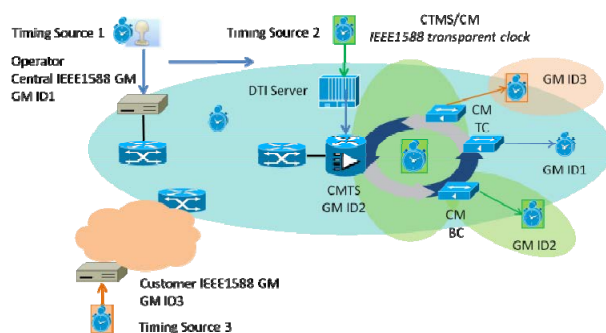 Timing Source 1
Timing Source 2
CTMS/CM
IEEE1588 transparent clock
Operator
Central IEEE1588 GM
GM ID1
DTI Server
GM ID3
CM
TC
GM ID1
CMTS
GM ID2
CM
BC
GM ID2
Customer IEEE1588 GM
GM IO3
Timing Source 3